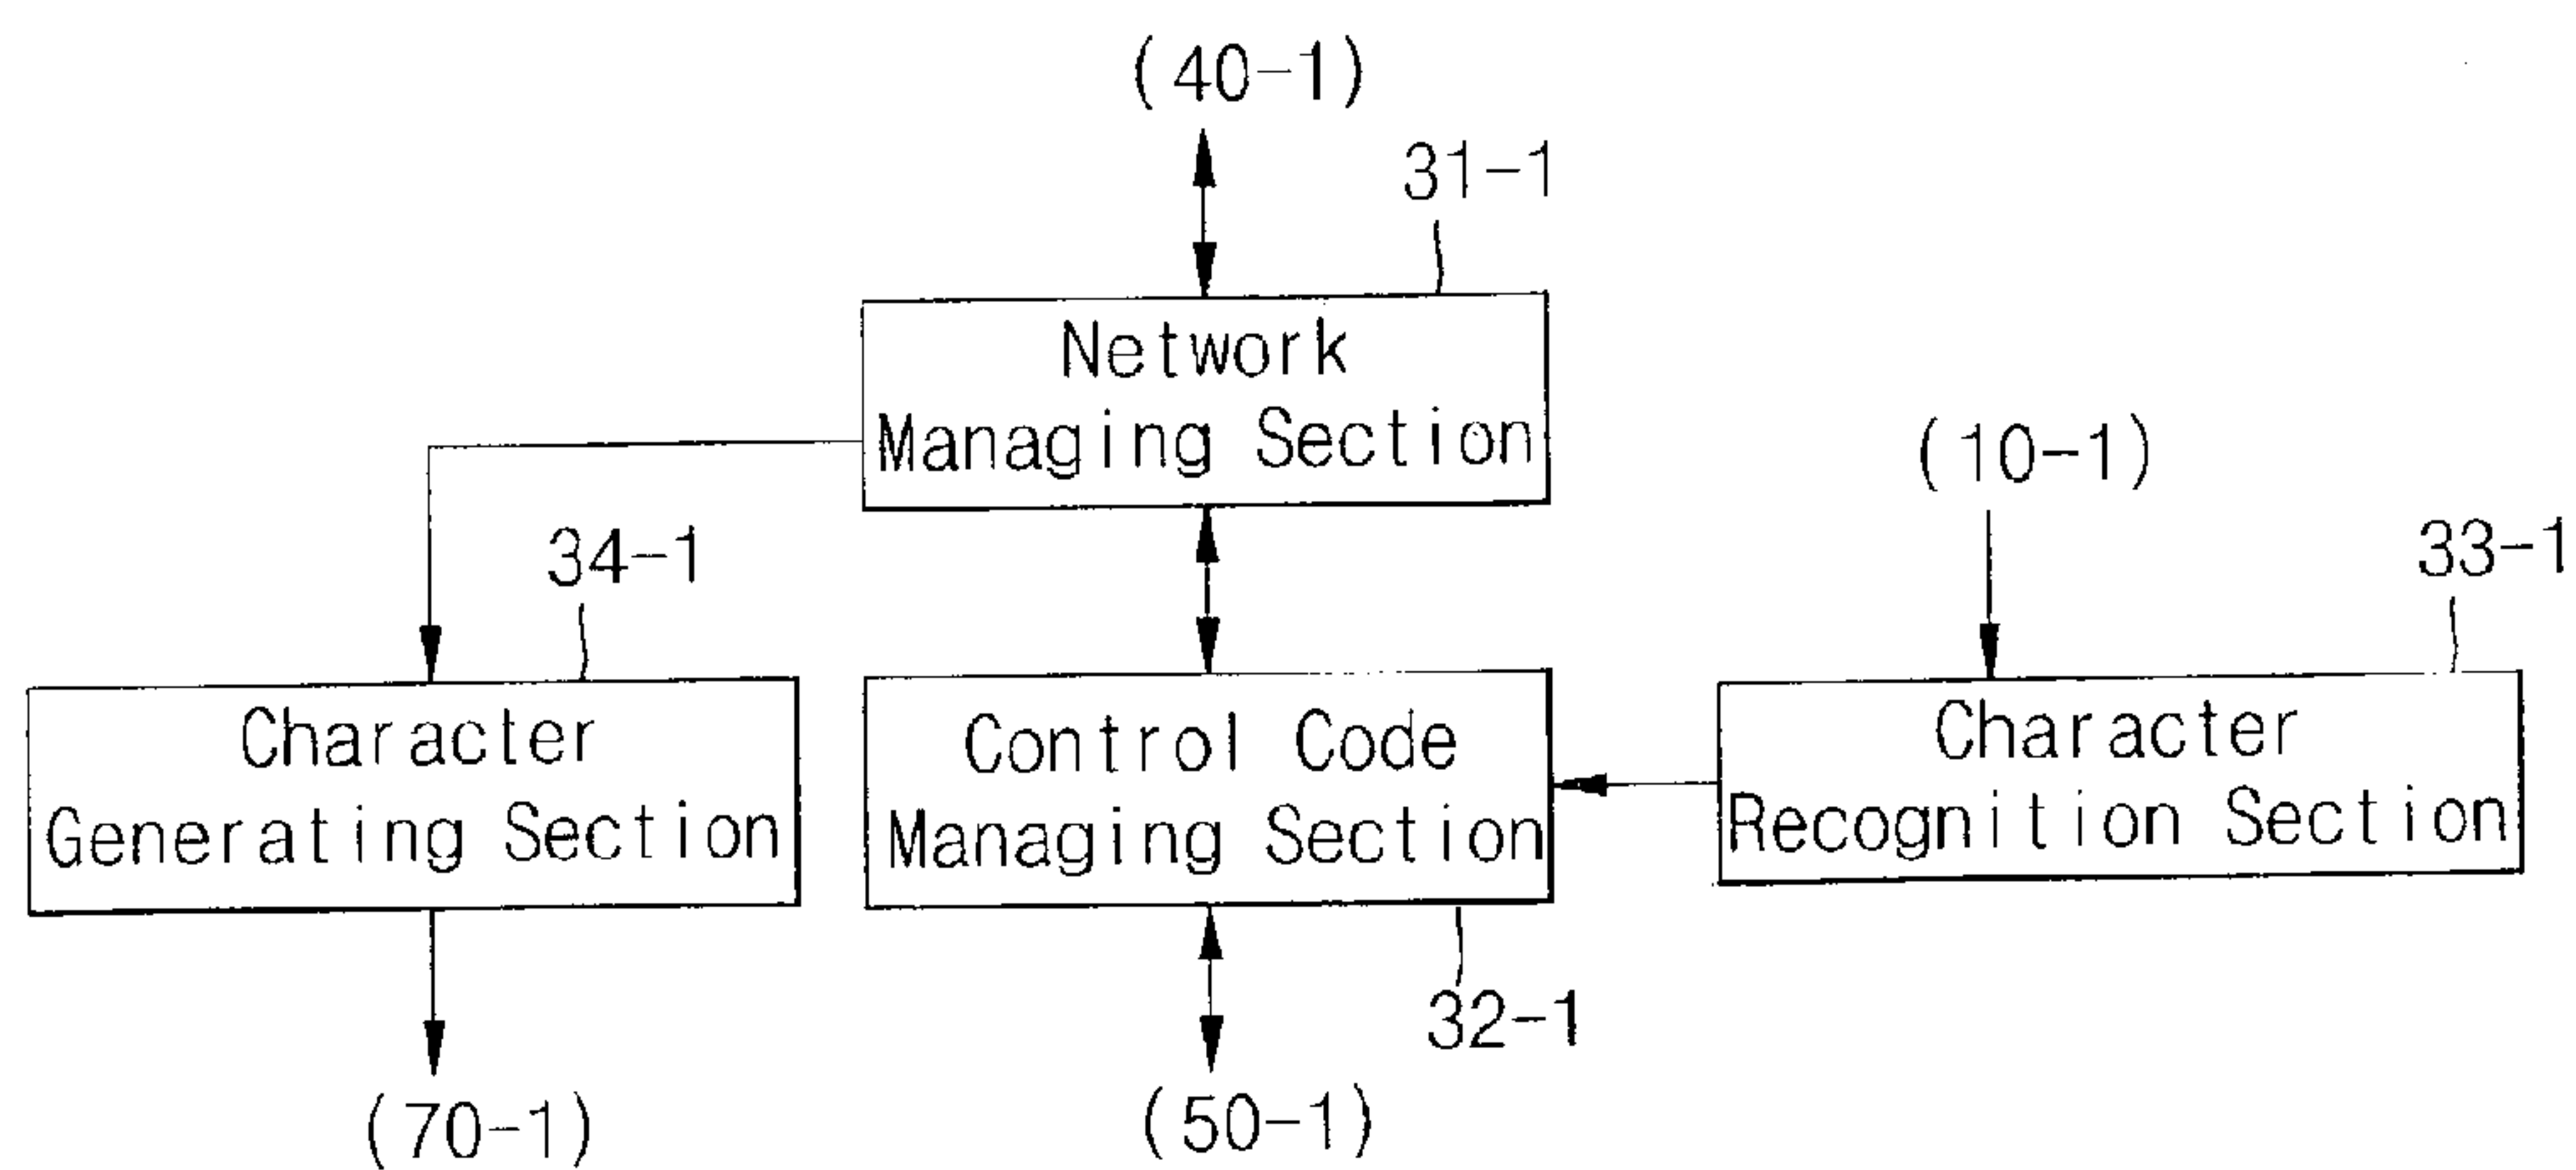 (40-1)
31-1
Network
Managing Section
(10-1)
34-1
33-1
Character
Generating Section
Control Code
Managing Section
Character
Recognition Section
32-1
(70-1)
(50-1)